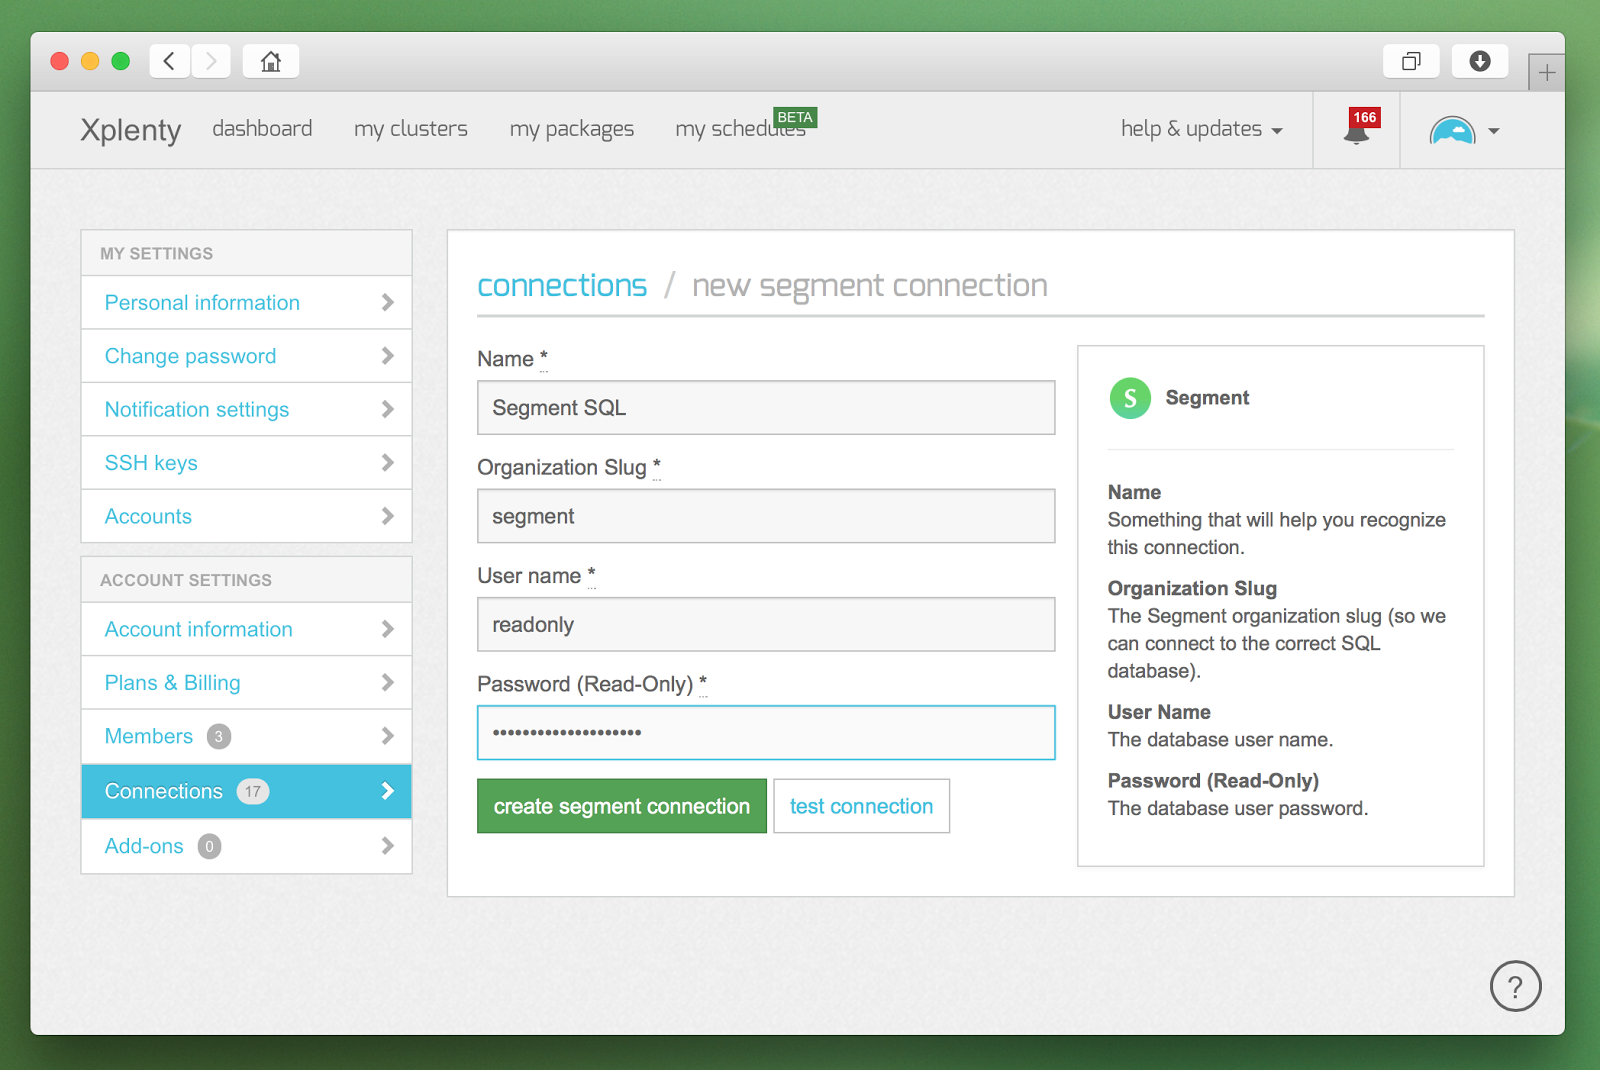 Xplenty
dashboard
my clusters
my packages
my schedules
BETA
help & updates
166
MY SETTINGS
Personal information
Change password
Notification settings
SSH keys
Accounts
ACCOUNT SETTINGS
Account information
Plans & Billing
Members 3
Connections 17
Add-ons 0
connections / new segment connection
Name *
Segment SQL
Organization Slug *
segment
User name *
readonly
Password (Read-Only) *
••••••••••••••••••••
create segment connection
test connection
S Segment
Name
Something that will help you recognize
this connection.
Organization Slug
The Segment organization slug (so we
can connect to the correct SQL
database).
User Name
The database user name.
Password (Read-Only)
The database user password.
?